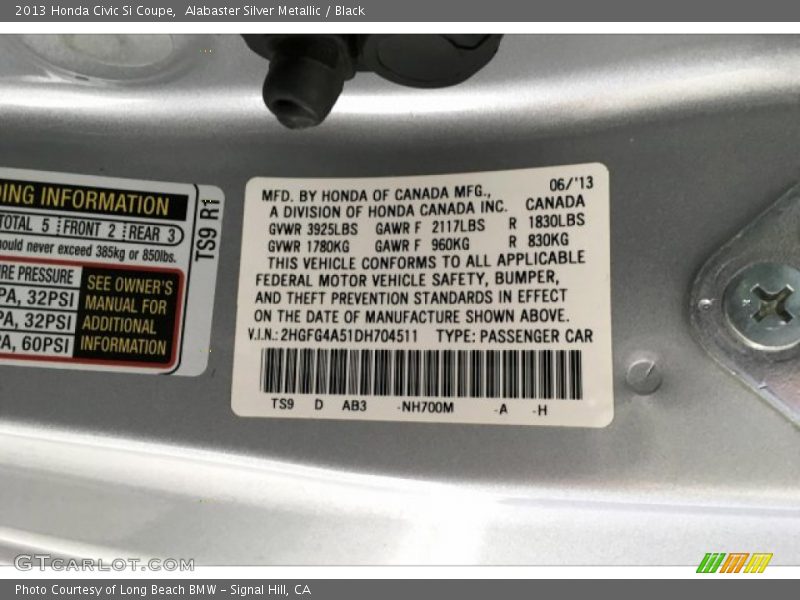 2013 Honda Civic Si Coupe,  Alabaster Silver Metallic / Black
ING INFORMATION
TOTAL 5 FRONT 2 REAR 3
should never exceed 385kg or 850lbs.
TIRE PRESSURE
PA, 32PSI
PA, 32PSI
PA, 60PSI
SEE OWNER'S
MANUAL FOR
ADDITIONAL
INFORMATION
TS9 R1
MFD. BY HONDA OF CANADA MFG., 06/'13
A DIVISION OF HONDA CANADA INC. CANADA
GVWR 3925LBS GAWR F 2117LBS R 1830LBS
GVWR 1780KG GAWR F 960KG R 830KG
THIS VEHICLE CONFORMS TO ALL APPLICABLE
FEDERAL MOTOR VEHICLE SAFETY, BUMPER,
AND THEFT PREVENTION STANDARDS IN EFFECT
ON THE DATE OF MANUFACTURE SHOWN ABOVE.
V.I.N.: 2HGFG4A51DH704511 TYPE: PASSENGER CAR
TS9 D AB3 -NH700M -A -H
GTcarLot.com
Photo Courtesy of Long Beach BMW – Signal Hill, CA